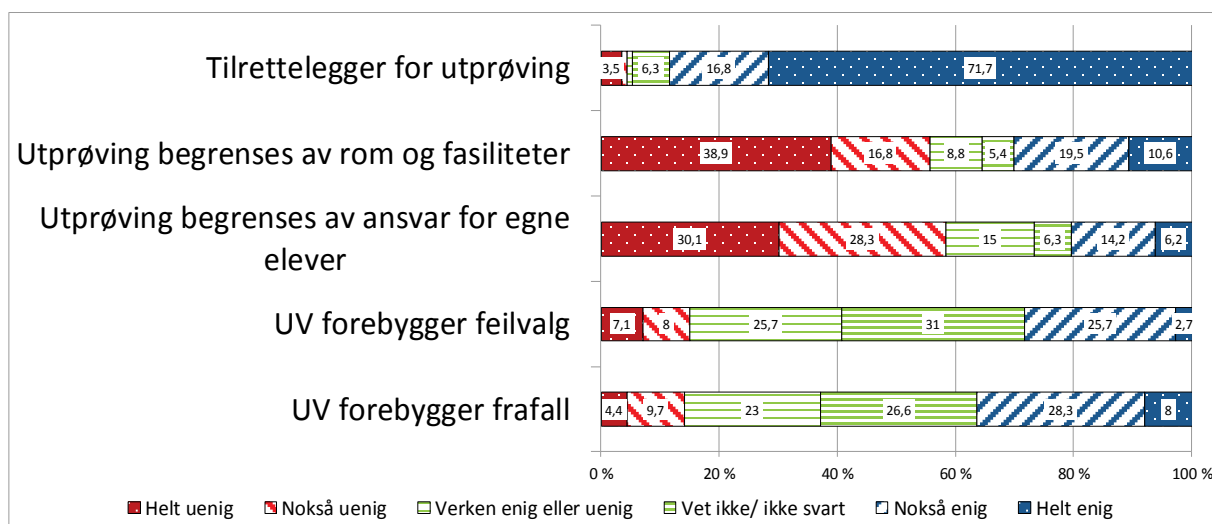 Tilrettelegger for utprøving
3,5 6,3 16,8 71,7
Utprøving begrenses av rom og fasiliteter
38,9 16,8 8,8 5,4 19,5 10,6
Utprøving begrenses av ansvar for egne
elever
30,1 28,3 15 6,3 14,2 6,2
UV forebygger feilvalg
7,1 8 25,7 31 25,7 2,7
UV forebygger frafall
4,4 9,7 23 26,6 28,3 8
0 % 20 % 40 % 60 % 80 % 100 %
Helt uenig Nokså uenig Verken enig eller uenig Vet ikke/ ikke svart Nokså enig Helt enig